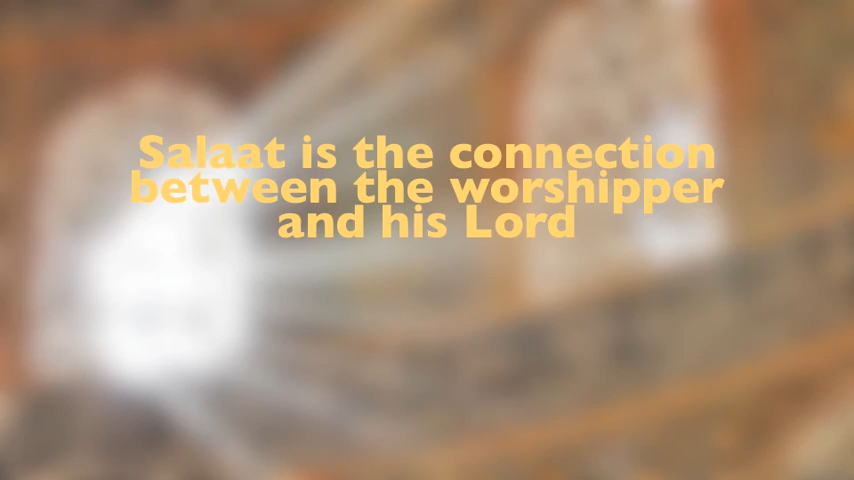 Salaat is the connection
between the worshipper
and his Lord